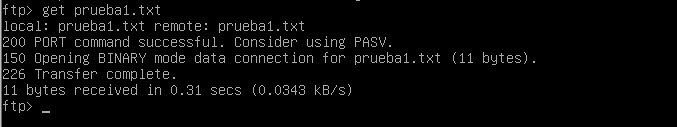 ftp> get prueba1.txt
local: prueba1.txt remote: prueba1.txt
200 PORT command successful. Consider using PASV.
150 Opening BINARY mode data connection for prueba1.txt (11 bytes).
226 Transfer complete.
11 bytes received in 0.31 secs (0.0343 kB/s)
ftp> _